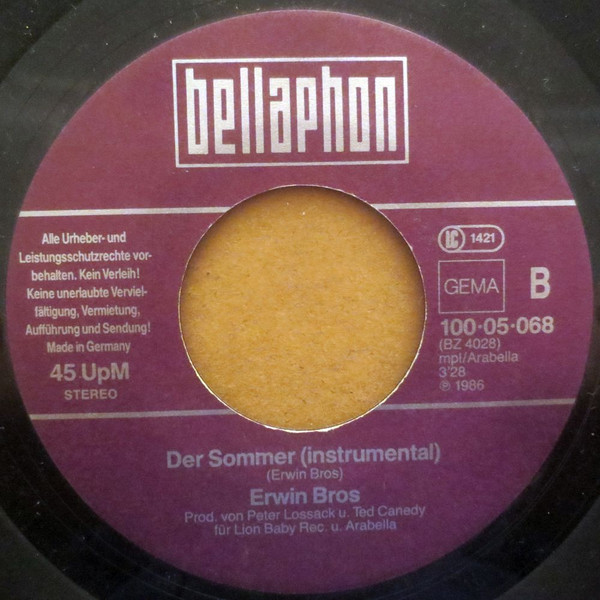 bellaphon
Alle Urheber- und
Leistungsschutzrechte vor-
behalten. Kein Verleih!
Keine unerlaubte Verviel-
fältigung, Vermietung,
Aufführung und Sendung!
Made in Germany
45 UpM
STEREO
LC 1421
GEMA B
100·05·068
(BZ 4028)
mpl/Arabella
3'28
℗ 1986
Der Sommer (instrumental)
(Erwin Bros)
Erwin Bros
Prod. von Peter Lossack u. Ted Canedy
für Lion Baby Rec. u. Arabella